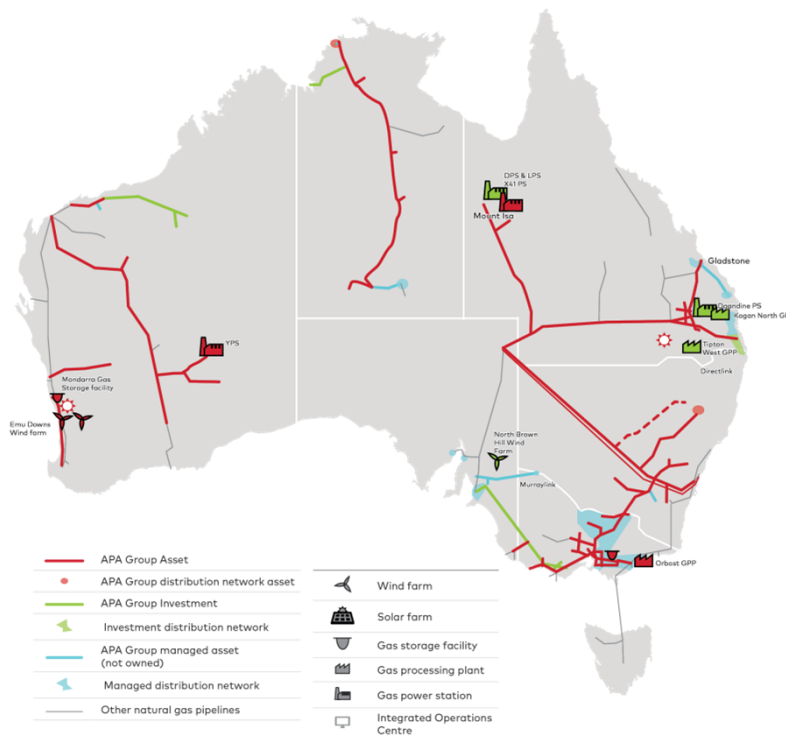 DPS & LPS
X41 PS
Mount Isa
Gladstone
Daandine PS
Kogan North GI
Tipton
West GPP
Directlink
YPS
Mondarra Gas
Storage facility
Emu Downs
Wind farm
North Brown
Hill Wind
Farm
Murraylink
Orbost GPP
APA Group Asset
APA Group distribution network asset
APA Group Investment
Investment distribution network
APA Group managed asset
(not owned)
Managed distribution network
Other natural gas pipelines
Wind farm
Solar farm
Gas storage facility
Gas processing plant
Gas power station
Integrated Operations
Centre